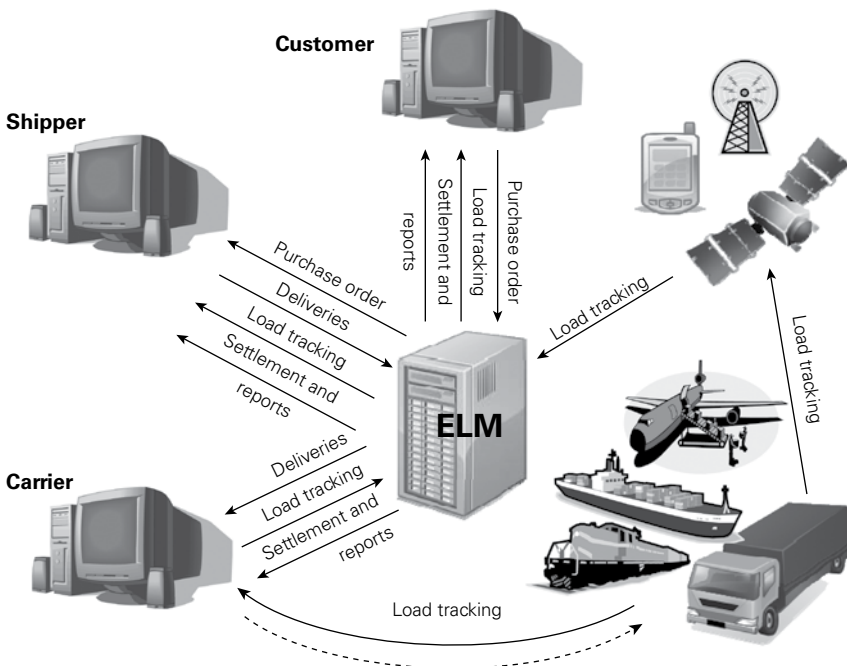 Customer
Shipper
Purchase order
Deliveries
Load tracking
Settlement and
reports
reports
Settlement and
Load tracking
Purchase order
Load tracking
Load tracking
ELM
Carrier
Deliveries
Load tracking
Settlement and
reports
Load tracking